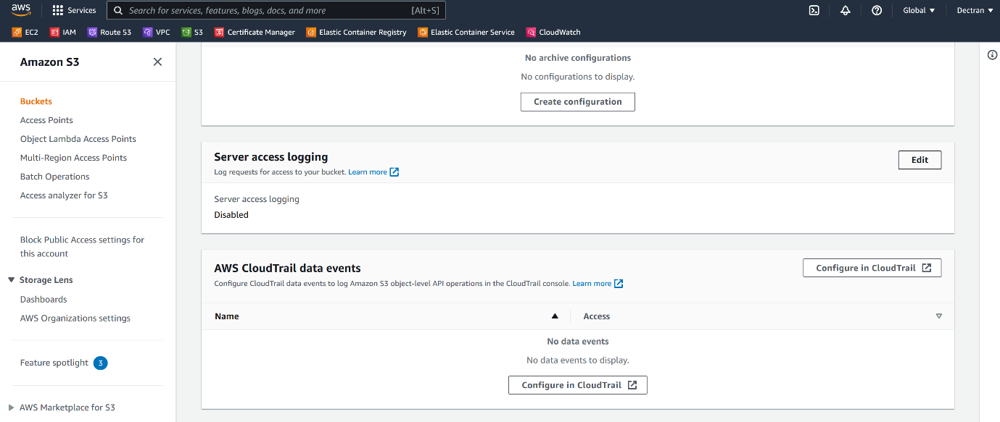 aws
Services
Search for services, features, blogs, docs, and more
[Alt+S]
Global
Dectran
EC2
IAM
Route 53
VPC
S3
Certificate Manager
Elastic Container Registry
Elastic Container Service
CloudWatch
Amazon S3
Buckets
Access Points
Object Lambda Access Points
Multi-Region Access Points
Batch Operations
Access analyzer for S3
Block Public Access settings for
this account
Storage Lens
Dashboards
AWS Organizations settings
Feature spotlight 3
AWS Marketplace for S3
No archive configurations
No configurations to display.
Create configuration
Server access logging
Log requests for access to your bucket. Learn more
Edit
Server access logging
Disabled
AWS CloudTrail data events
Configure CloudTrail data events to log Amazon S3 object-level API operations in the CloudTrail console. Learn more
Configure in CloudTrail
Name
Access
No data events
No data events to display.
Configure in CloudTrail